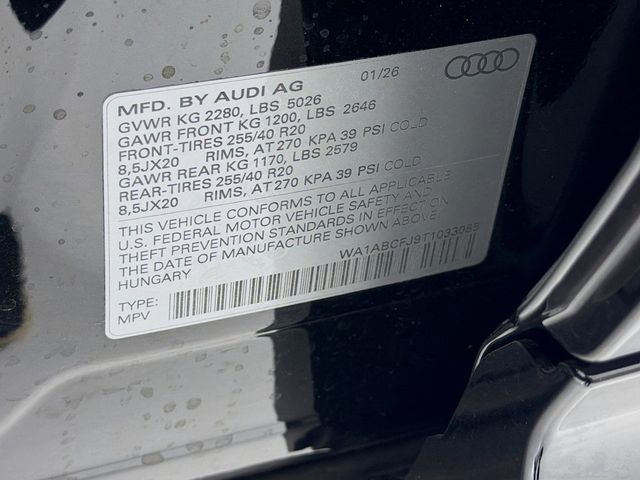 MFD. BY AUDI AG 01/26
GVWR KG 2280, LBS 5026
GAWR FRONT KG 1200, LBS 2646
FRONT-TIRES 255/40 R20
8,5JX20 RIMS, AT 270 KPA 39 PSI COLD
GAWR REAR KG 1170, LBS 2579
REAR-TIRES 255/40 R20
8,5JX20 RIMS, AT 270 KPA 39 PSI COLD
THIS VEHICLE CONFORMS TO ALL APPLICABLE
U.S. FEDERAL MOTOR VEHICLE SAFETY AND
THEFT PREVENTION STANDARDS IN EFFECT ON
THE DATE OF MANUFACTURE SHOWN ABOVE.
HUNGARY WA1ABCFJ9T1033085
TYPE:
MPV